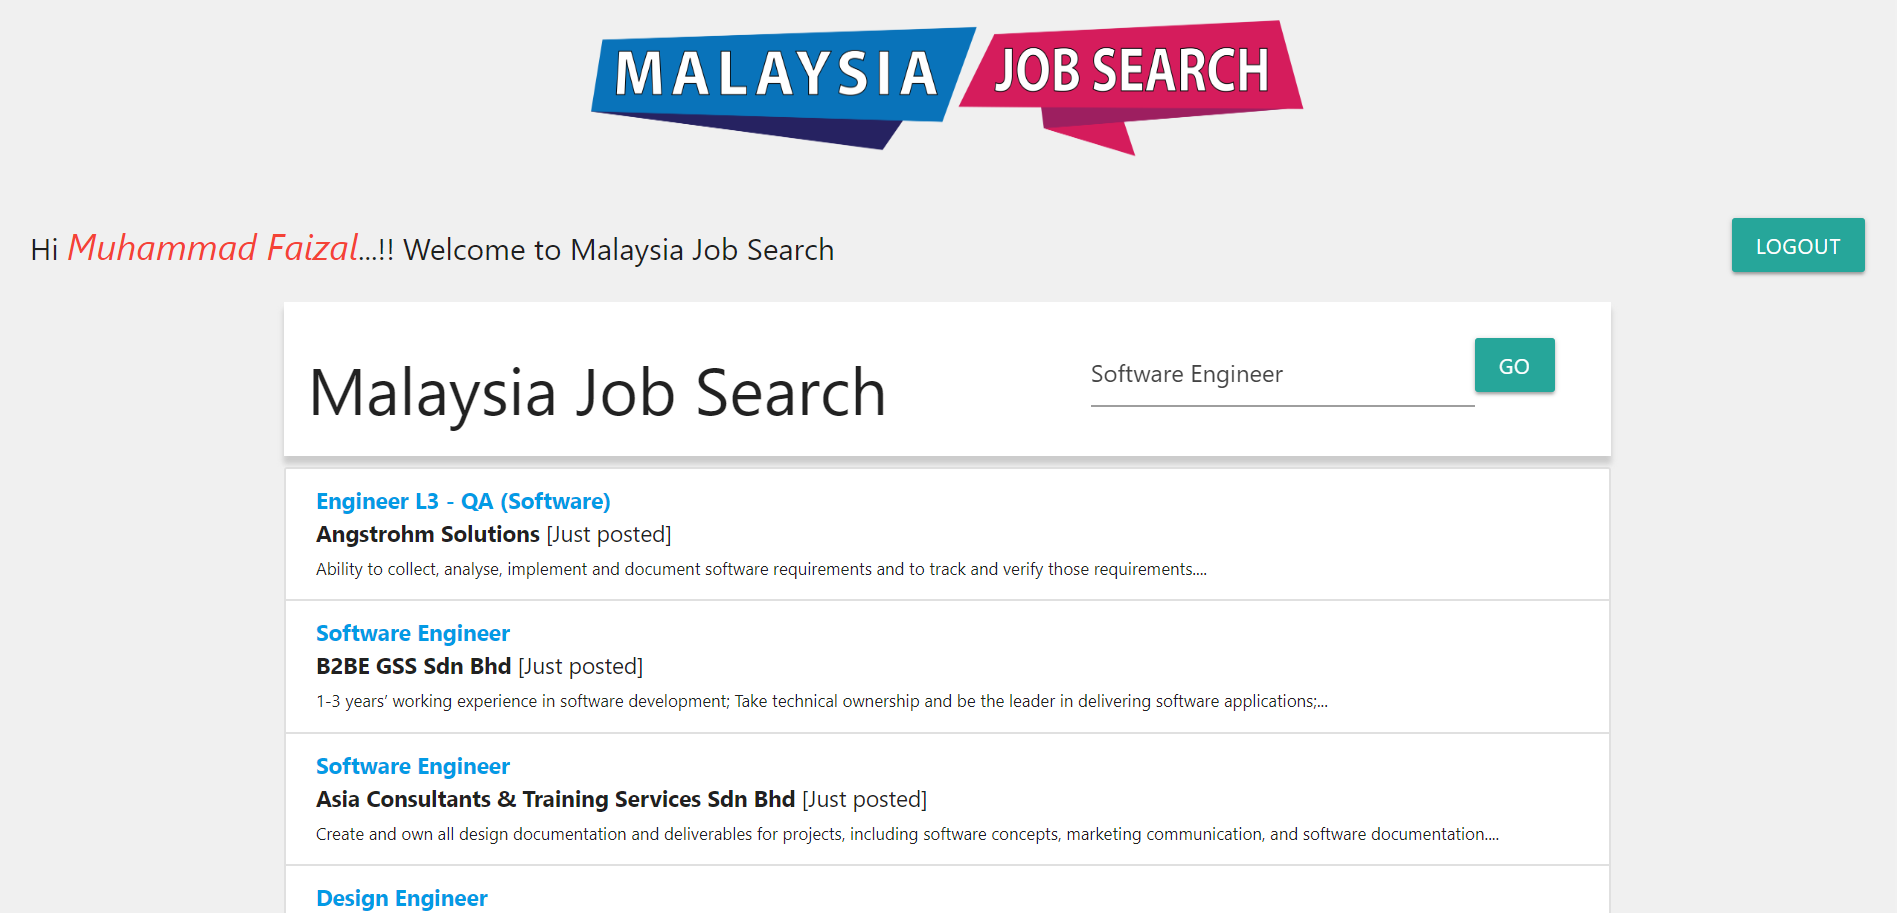 MALAYSIA JOB SEARCH
Hi Muhammad Faizal...!! Welcome to Malaysia Job Search
LOGOUT
Malaysia Job Search
Software Engineer
GO
Engineer L3 - QA (Software)
Angstrohm Solutions [Just posted]
Ability to collect, analyse, implement and document software requirements and to track and verify those requirements....
Software Engineer
B2BE GSS Sdn Bhd [Just posted]
1-3 years’ working experience in software development; Take technical ownership and be the leader in delivering software applications;...
Software Engineer
Asia Consultants & Training Services Sdn Bhd [Just posted]
Create and own all design documentation and deliverables for projects, including software concepts, marketing communication, and software documentation....
Design Engineer